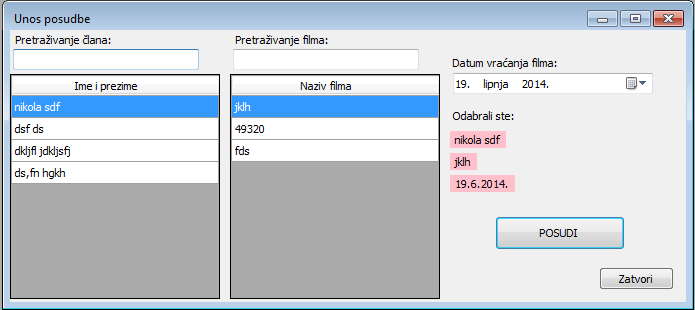 Unos posudbe
Pretraživanje člana:
Pretraživanje filma:
Ime i prezime
nikola sdf
dsf ds
dkljfl jdkljsfj
ds,fn hgkh
Naziv filma
jklh
49320
fds
Datum vraćanja filma:
19. lipnja 2014.
Odabrali ste:
nikola sdf
jklh
19.6.2014.
POSUDI
Zatvori